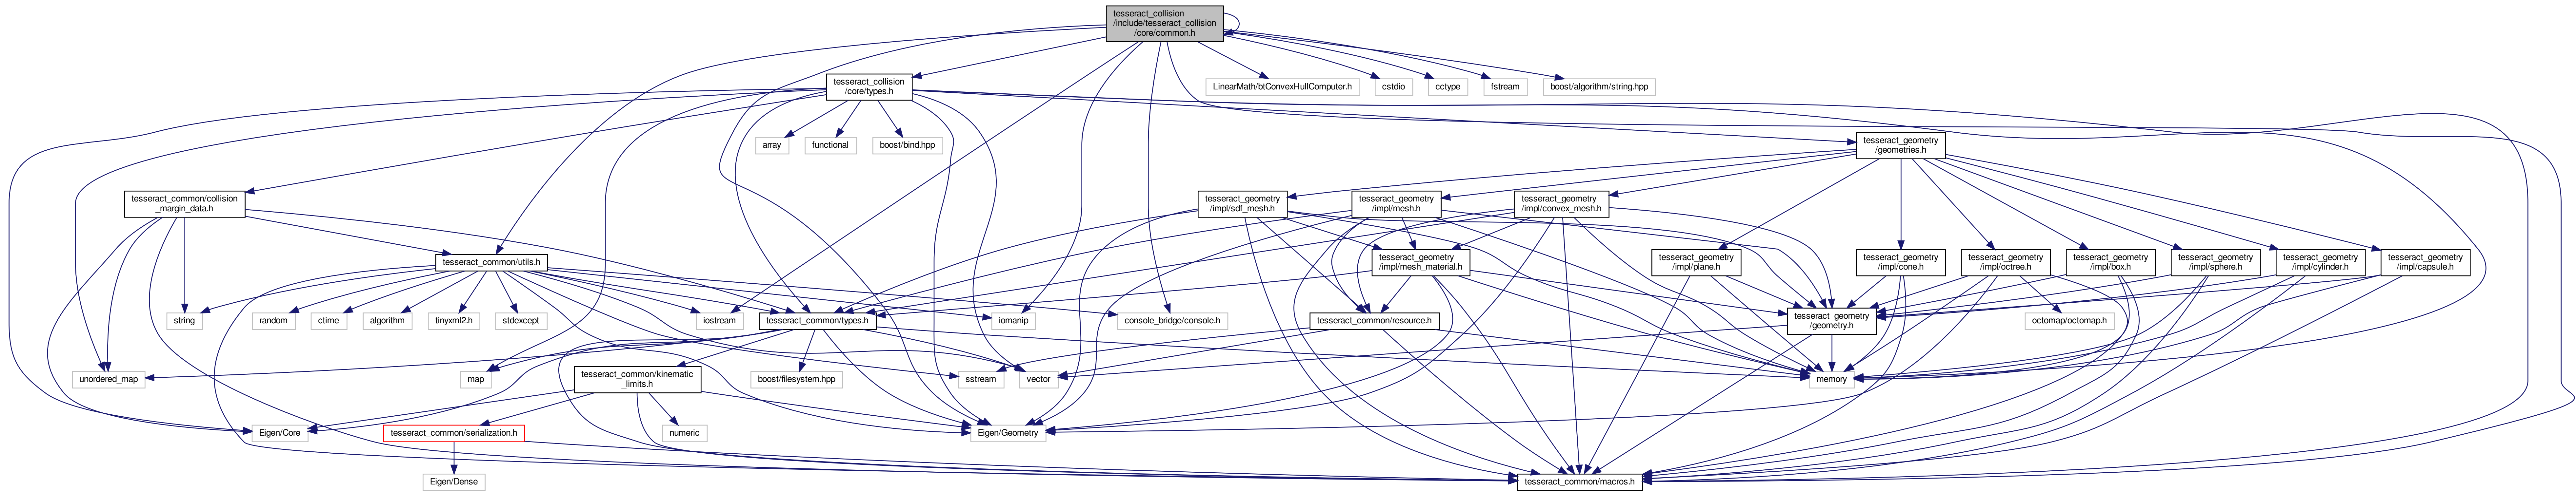 tesseract_collision
/include/tesseract_collision
/core/common.h
tesseract_collision
/core/types.h
LinearMath/btConvexHullComputer.h
cstdio
cctype
fstream
boost/algorithm/string.hpp
array
functional
boost/bind.hpp
tesseract_geometry
/geometries.h
tesseract_common/collision
_margin_data.h
tesseract_geometry
/impl/sdf_mesh.h
tesseract_geometry
/impl/mesh.h
tesseract_geometry
/impl/convex_mesh.h
tesseract_common/utils.h
tesseract_geometry
/impl/mesh_material.h
tesseract_geometry
/impl/plane.h
tesseract_geometry
/impl/cone.h
tesseract_geometry
/impl/octree.h
tesseract_geometry
/impl/box.h
tesseract_geometry
/impl/sphere.h
tesseract_geometry
/impl/cylinder.h
tesseract_geometry
/impl/capsule.h
string
random
ctime
algorithm
tinyxml2.h
stdexcept
iostream
tesseract_common/types.h
iomanip
console_bridge/console.h
tesseract_common/resource.h
tesseract_geometry
/geometry.h
octomap/octomap.h
unordered_map
map
tesseract_common/kinematic
_limits.h
boost/filesystem.hpp
sstream
vector
memory
Eigen/Core
tesseract_common/serialization.h
numeric
Eigen/Geometry
Eigen/Dense
tesseract_common/macros.h